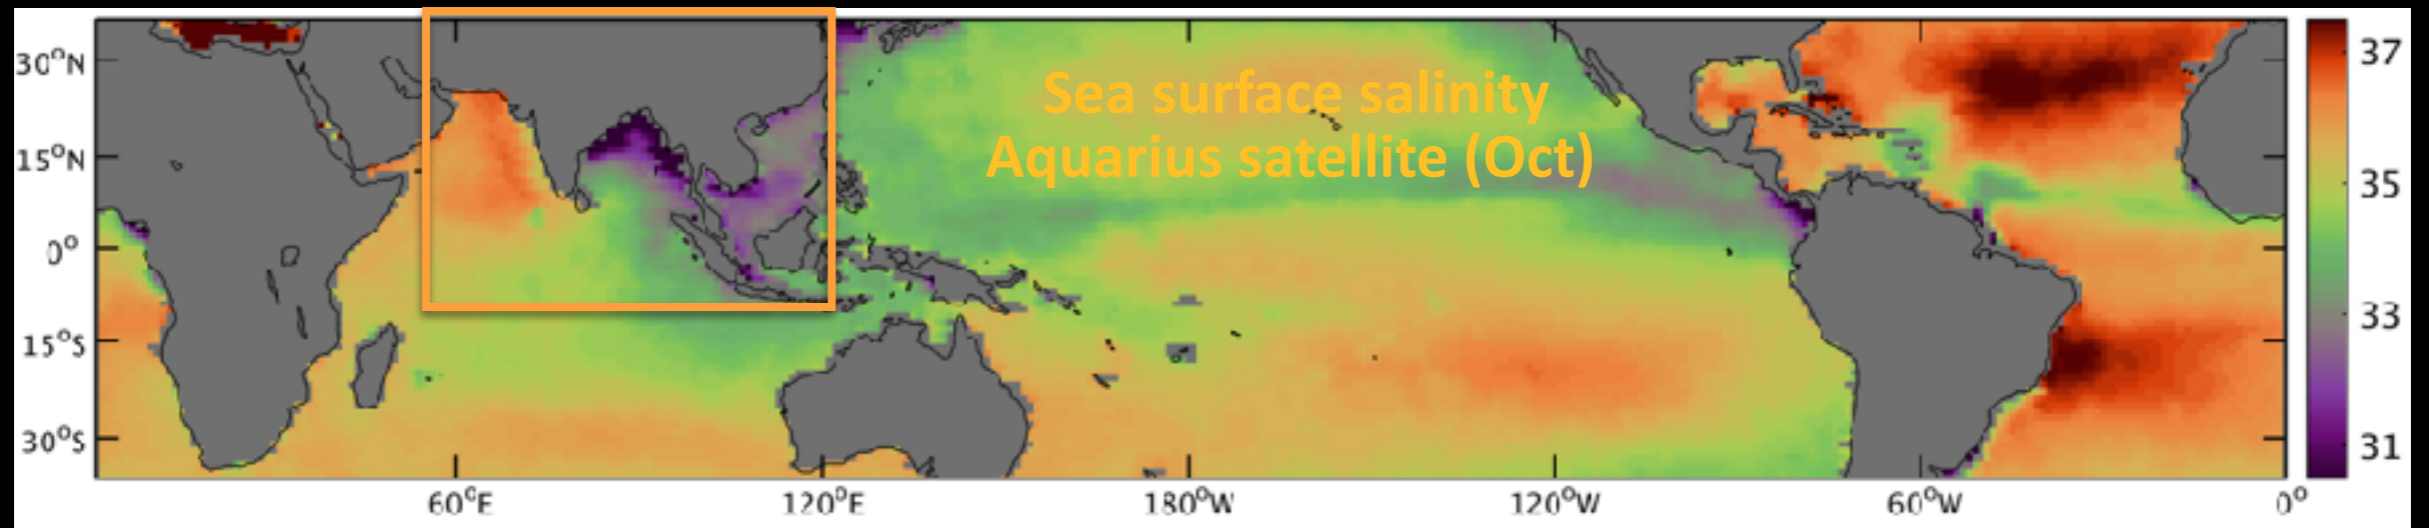 Sea surface salinity
Aquarius satellite (Oct)
30°N
15°N
0°
15°S
30°S
60°E
120°E
180°W
120°W
60°W
0°
37
35
33
31